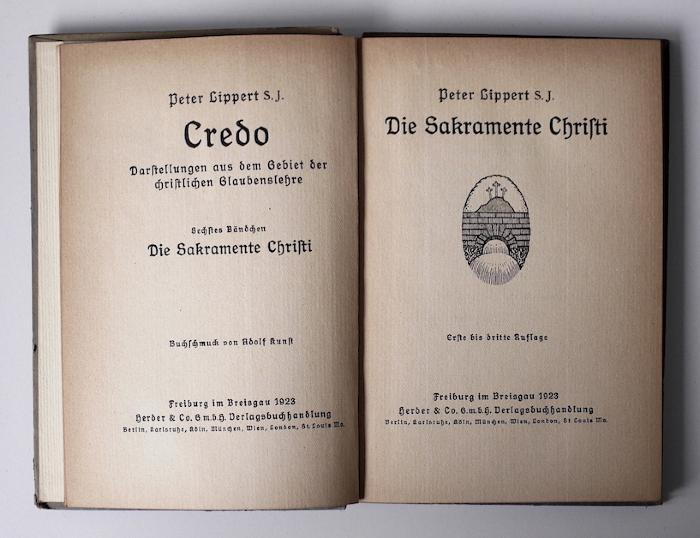 Peter Lippert S. J.
Credo
Darstellungen aus dem Gebiet der
christlichen Glaubenslehre
Sechstes Bändchen
Die Sakramente Christi
Buchschmuck von Adolf Kunst
Freiburg im Breisgau 1923
Herder & Co. G.m.b.H. Verlagsbuchhandlung
Berlin, Karlsruhe, Köln, München, Wien, London, St. Louis Mo.
Peter Lippert S. J.
Die Sakramente Christi
Erste bis dritte Auflage
Freiburg im Breisgau 1923
Herder & Co. G.m.b.H. Verlagsbuchhandlung
Berlin, Karlsruhe, Köln, München, Wien, London, St Louis Mo.